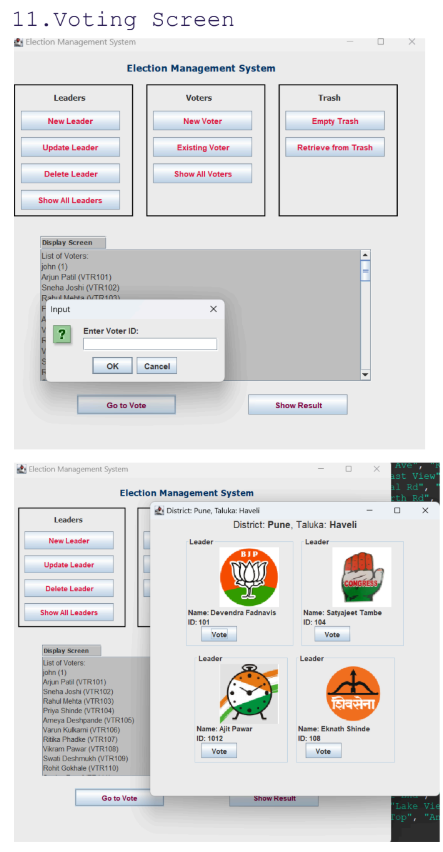 11.Voting Screen
Election Management System
Election Management System
Leaders Voters Trash
New Leader New Voter Empty Trash
Update Leader Existing Voter Retrieve from Trash
Delete Leader Show All Voters
Show All Leaders
Display Screen
List of Voters:
john (1)
Arjun Patil (VTR101)
Sneha Joshi (VTR102)
Rahul Mehta (VTR103)
Input
Enter Voter ID:
OK Cancel
Go to Vote Show Result
Election Management System
Election Management System
Leaders
New Leader
Update Leader
Delete Leader
Show All Leaders
Display Screen
List of Voters:
john (1)
Arjun Patil (VTR101)
Sneha Joshi (VTR102)
Rahul Mehta (VTR103)
Priya Shinde (VTR104)
Ameya Deshpande (VTR105)
Varun Kulkarni (VTR106)
Ritika Phadke (VTR107)
Vikram Pawar (VTR108)
Swati Deshmukh (VTR109)
Rohit Gokhale (VTR110)
Go to Vote Show Result
District: Pune, Taluka: Haveli
District: Pune, Taluka: Haveli
Leader Leader
BJP CONGRESS
Name: Devendra Fadnavis Name: Satyajeet Tambe
ID: 101 ID: 104
Vote Vote
Leader Leader
शिवसेना
Name: Ajit Pawar Name: Eknath Shinde
ID: 1012 ID: 108
Vote Vote
Ave",
ast View"
al Rd",
rth Rd",
"Lake Vie
Top", "An